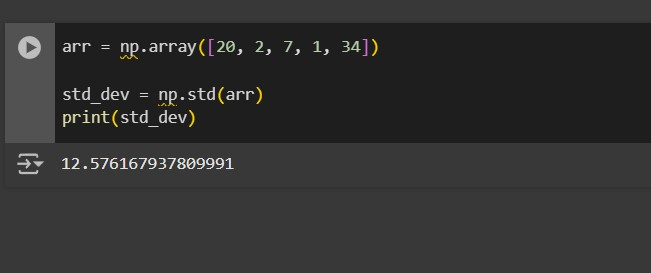 arr = np.array([20, 2, 7, 1, 34])
std_dev = np.std(arr)
print(std_dev)
12.576167937809991